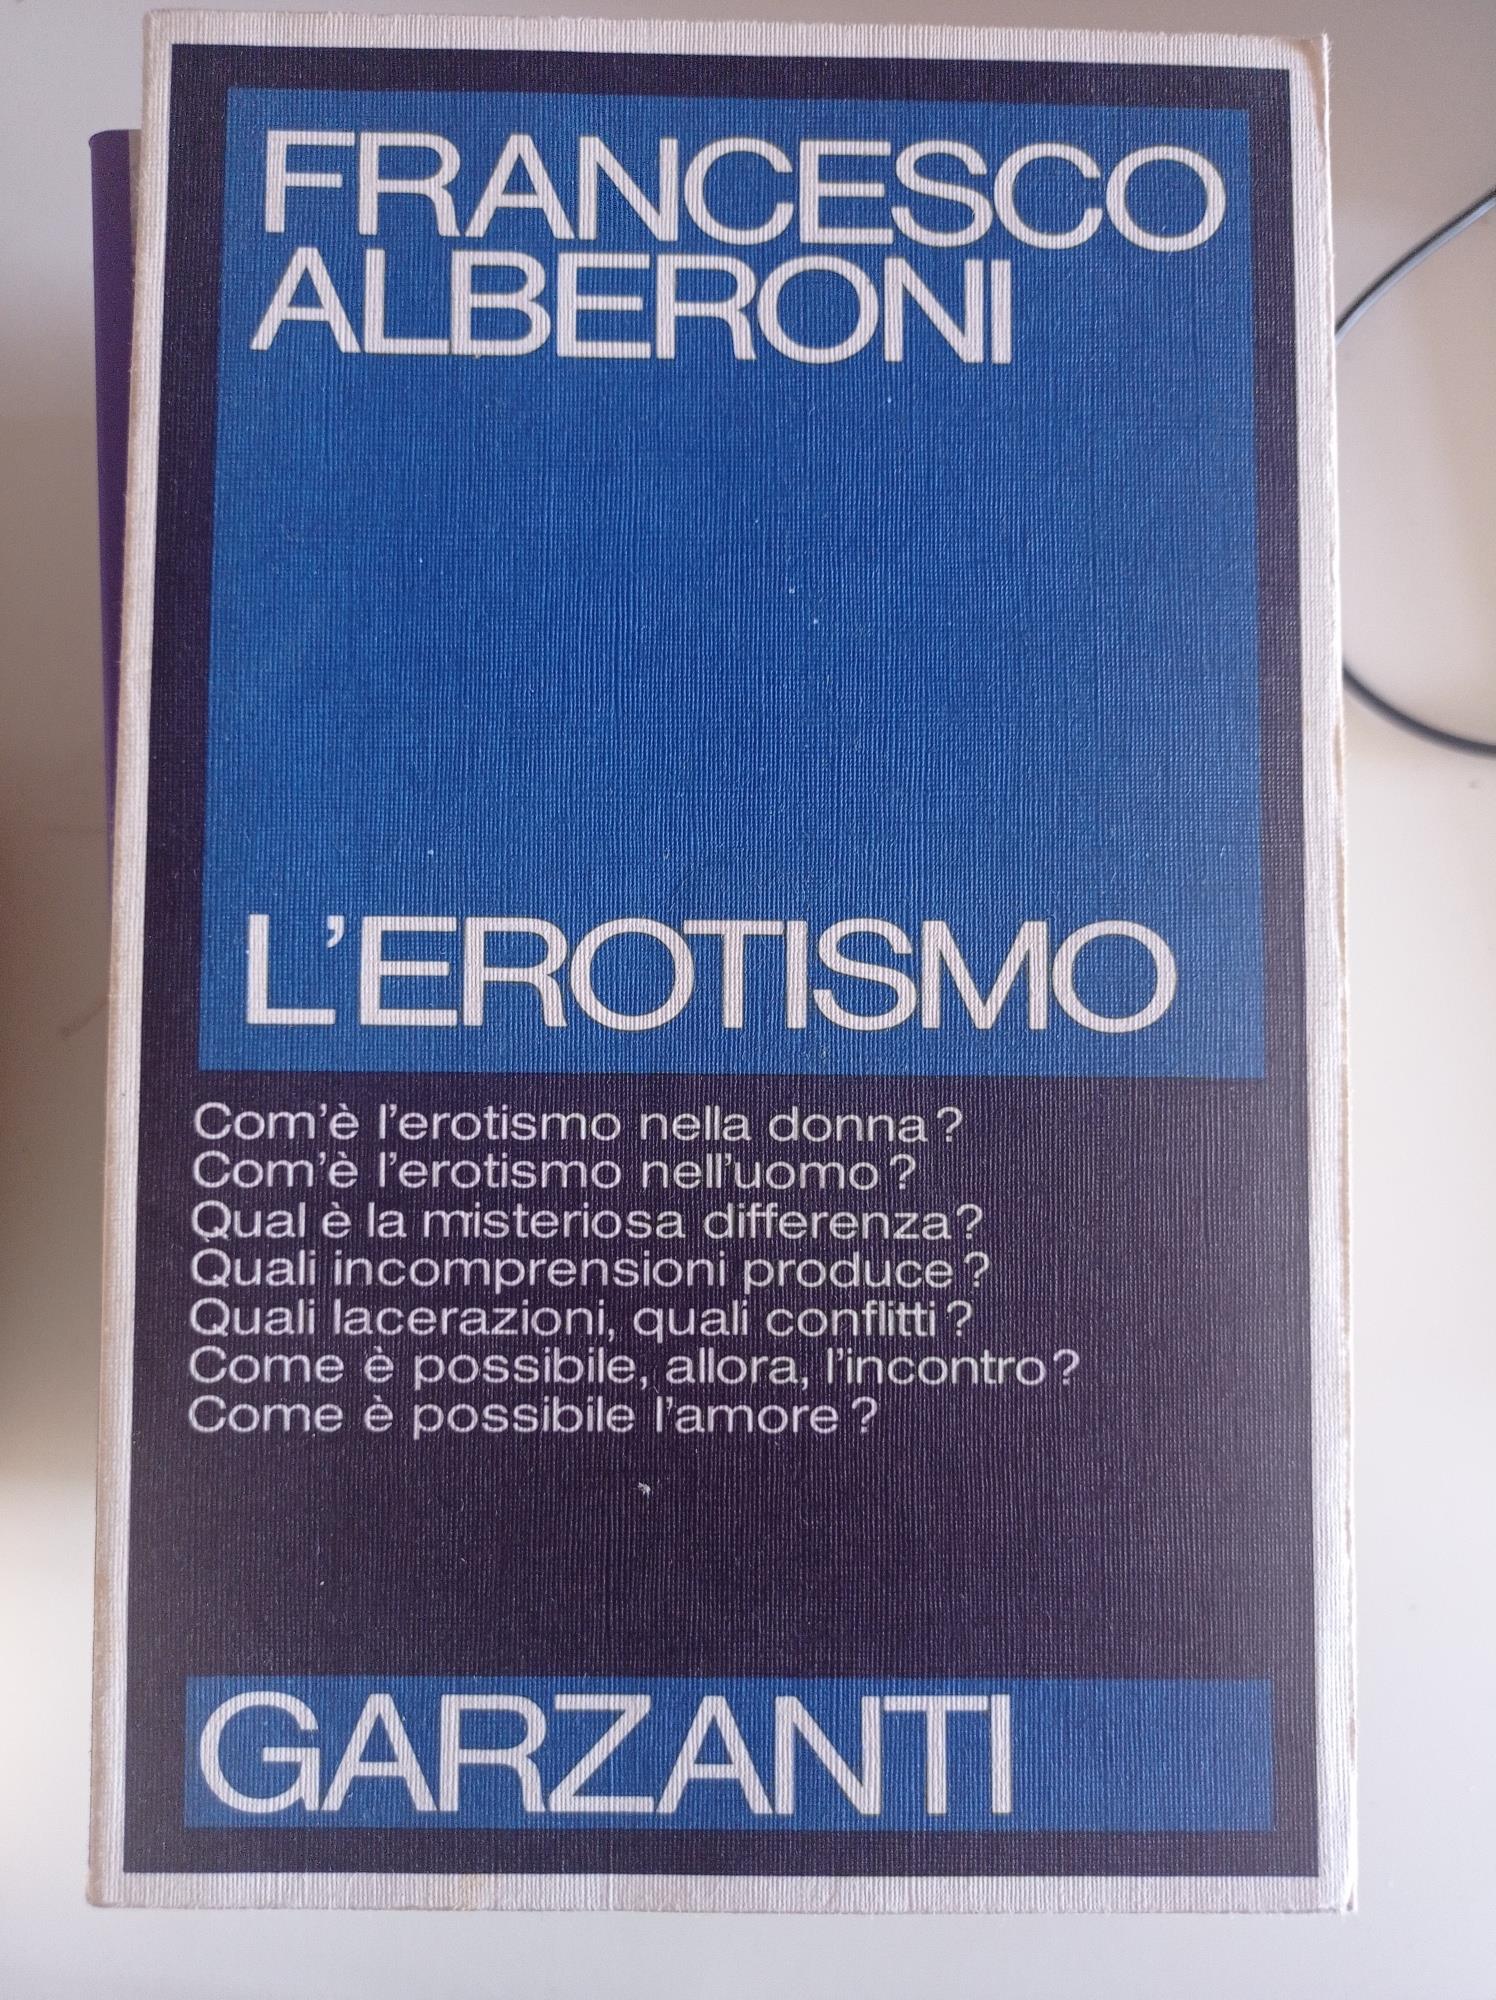 FRANCESCO
ALBERONI
L'EROTISMO
Com'è l'erotismo nella donna?
Com'è l'erotismo nell'uomo?
Qual è la misteriosa differenza?
Quali incomprensioni produce?
Quali lacerazioni, quali conflitti?
Come è possibile, allora, l'incontro?
Come è possibile l'amore?
GARZANTI